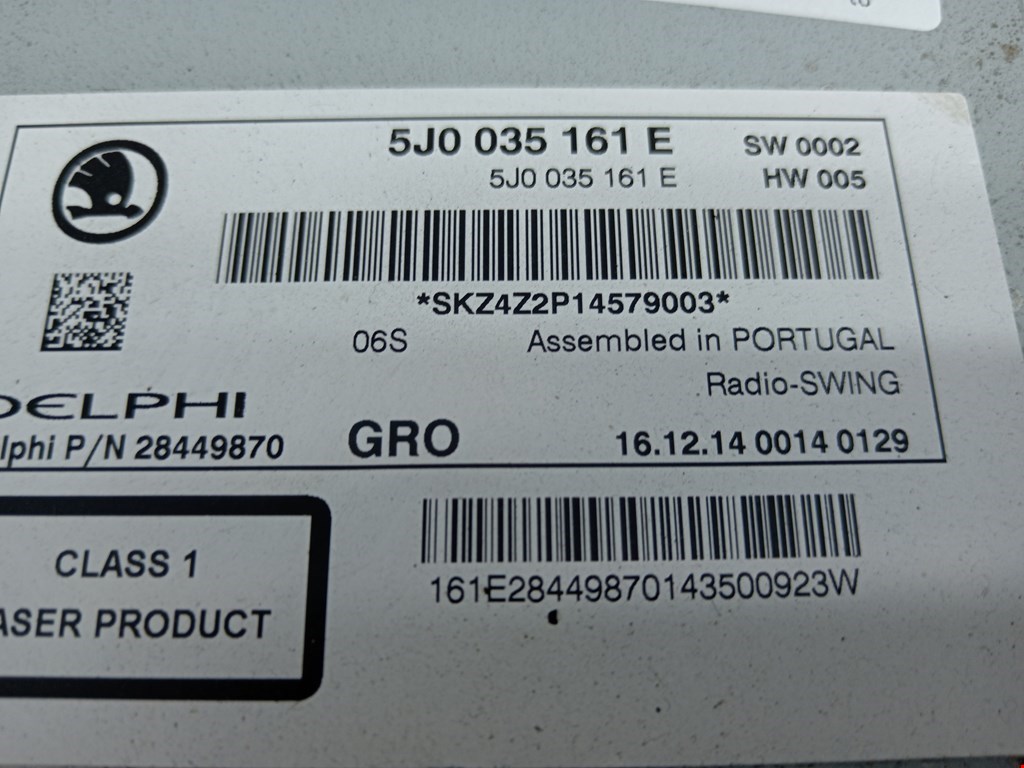 5J0 035 161 E SW 0002
5J0 035 161 E HW 005
*SKZ4Z2P14579003*
06S Assembled in PORTUGAL
Radio-SWING
DELPHI
lphi P/N 28449870 GRO 16.12.14 0014 0129
CLASS 1
ASER PRODUCT
161E28449870143500923W